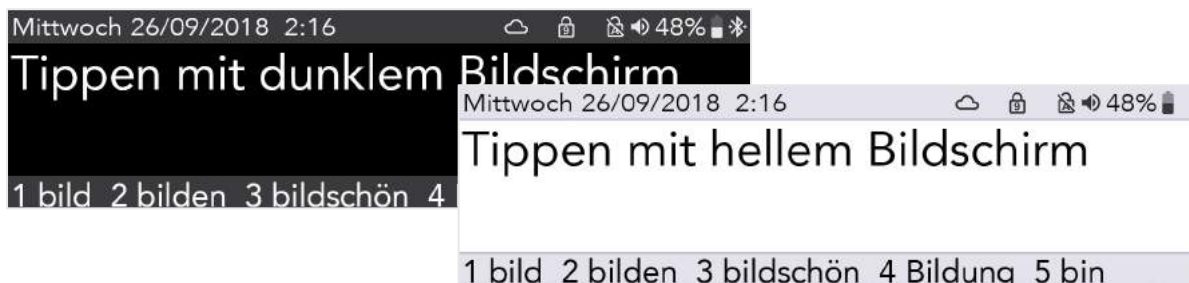 Mittwoch 26/09/2018 2:16 48%
Tippen mit dunklem Bildschirm
1 bild 2 bilden 3 bildschön 4
Mittwoch 26/09/2018 2:16 48%
Tippen mit hellem Bildschirm
1 bild 2 bilden 3 bildschön 4 Bildung 5 bin